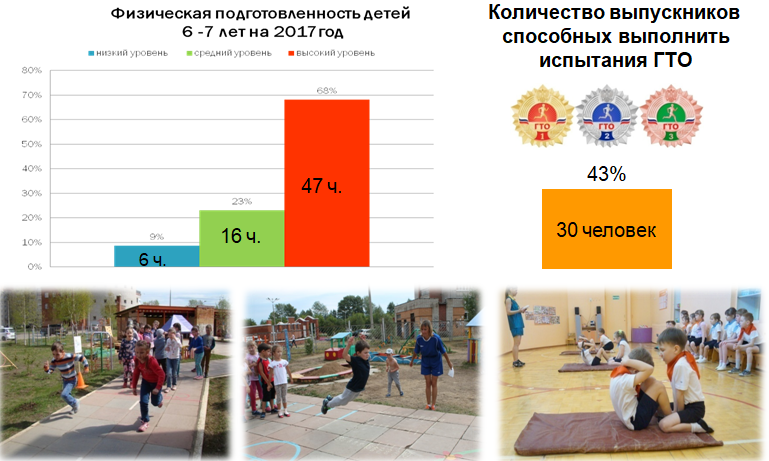 Физическая подготовленность детей
6 -7 лет на 2017 год
низкий уровень средний уровень высокий уровень
80%
70%
60%
50%
40%
30%
20%
10%
0%
9%
6 ч.
23%
16 ч.
68%
47 ч.
Количество выпускников
способных выполнить
испытания ГТО
ГТО ГТО ГТО
1 2 3
43%
30 человек